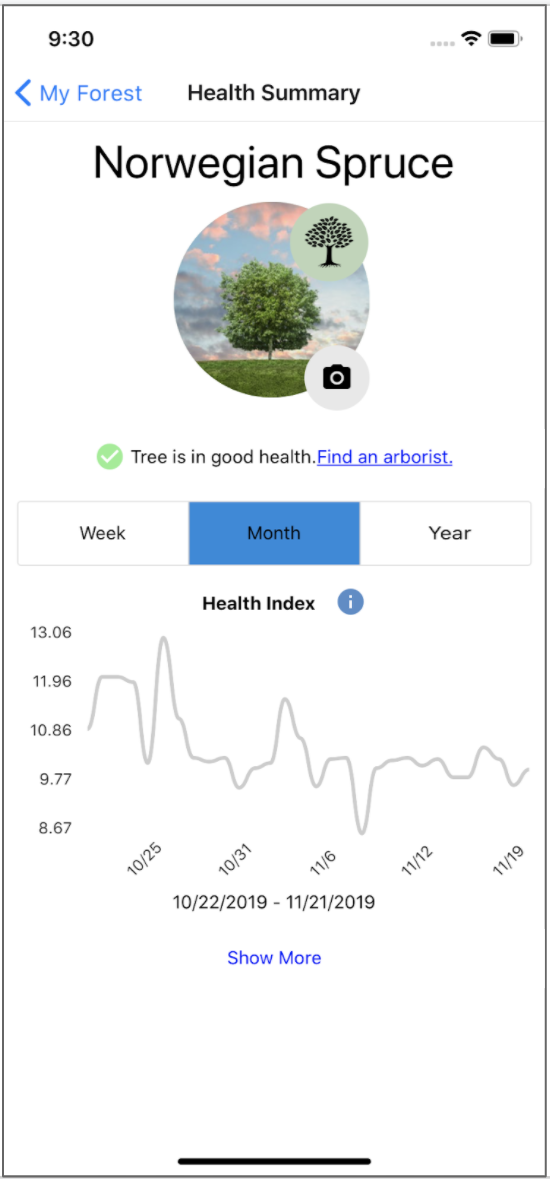 9:30
My Forest Health Summary
Norwegian Spruce
Tree is in good health.Find an arborist.
Week Month Year
Health Index i
13.06
11.96
10.86
9.77
8.67
10/25 10/31 11/6 11/12 11/19
10/22/2019 - 11/21/2019
Show More